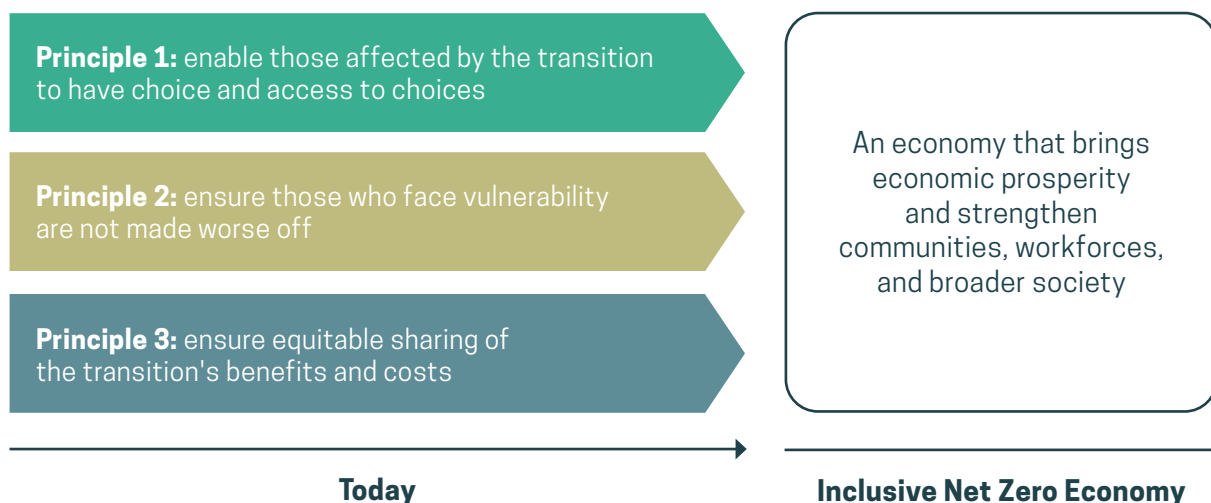 Principle 1: enable those affected by the transition
to have choice and access to choices
Principle 2: ensure those who face vulnerability
are not made worse off
Principle 3: ensure equitable sharing of
the transition's benefits and costs
An economy that brings
economic prosperity
and strengthen
communities, workforces,
and broader society
Today
Inclusive Net Zero Economy